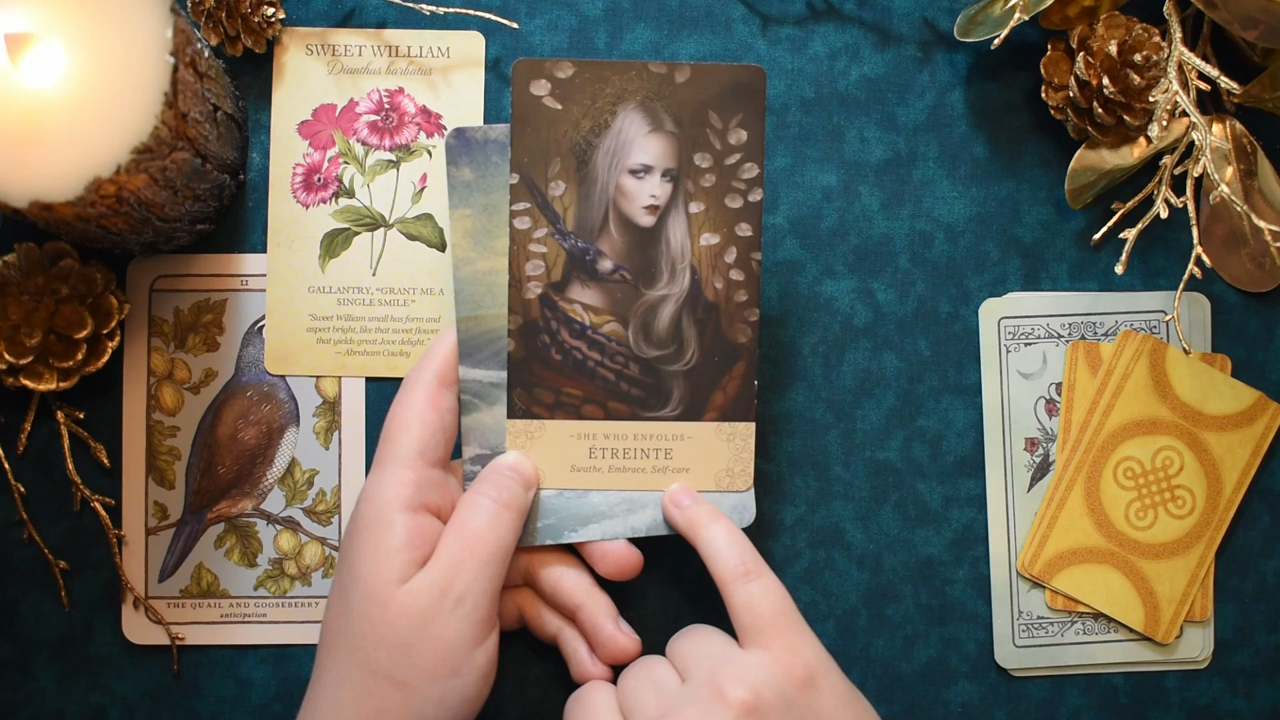 SWEET WILLIAM
Dianthus barbatus
GALLANTRY, “GRANT ME A
SINGLE SMILE”
"Sweet William small has form and
aspect bright, like that sweet flower
that yields great Jove delight."
— Abraham Cowley
LI
THE QUAIL AND GOOSEBERRY
anticipation
~SHE WHO ENFOLDS~
ÉTREINTE
Swathe, Embrace, Self-care